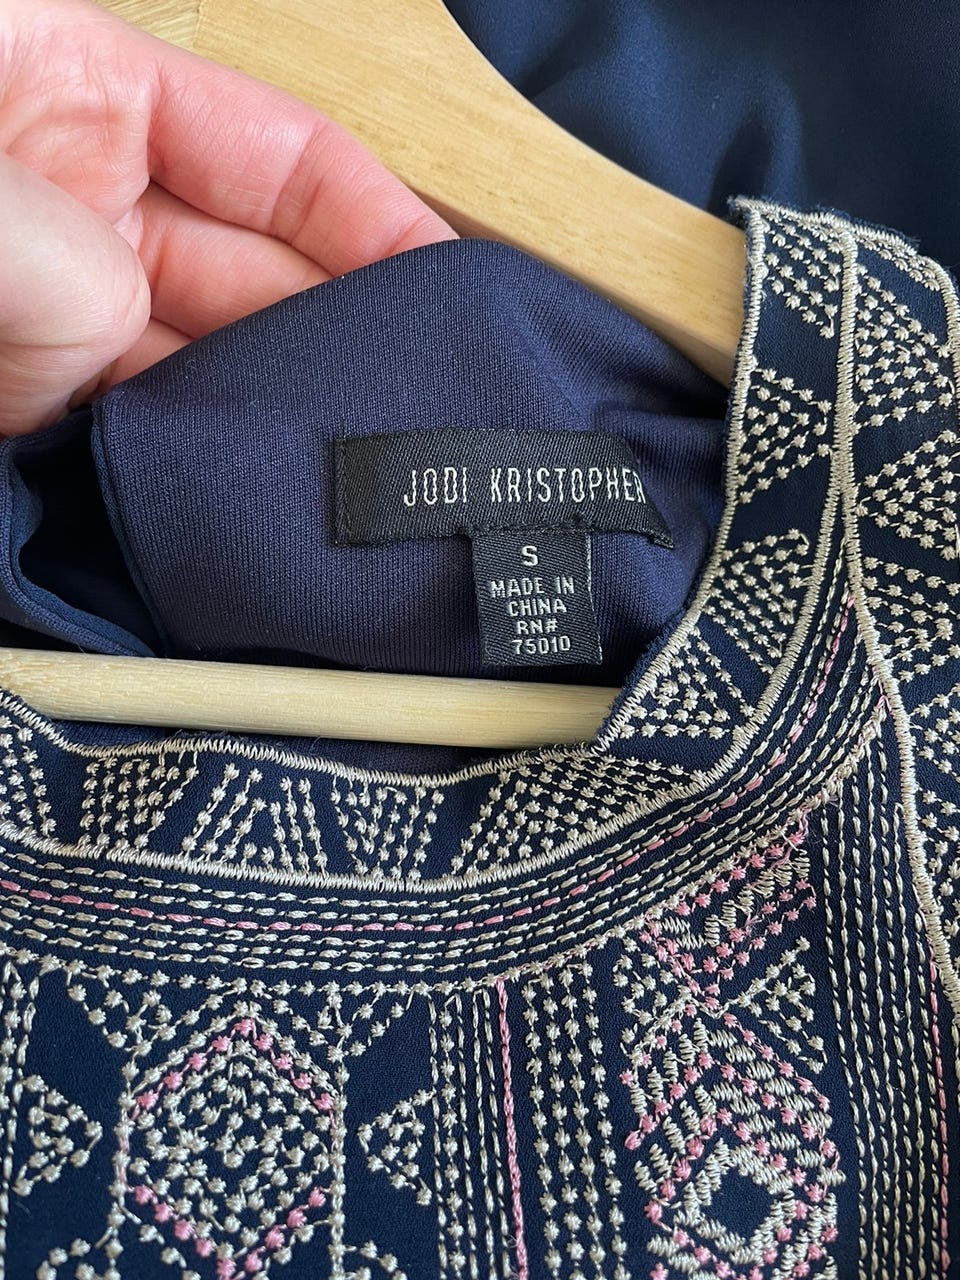 JODI KRISTOPHER
S
MADE IN
CHINA
RN#
75010